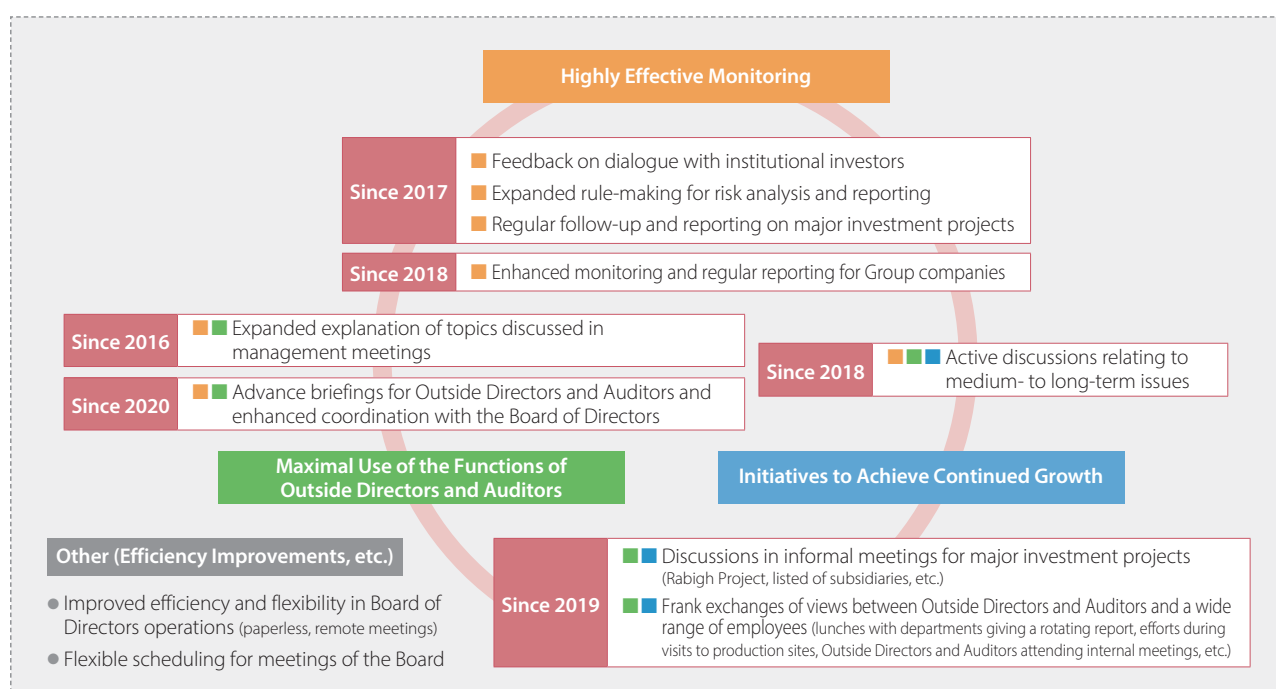 Highly Effective Monitoring
Since 2017
Feedback on dialogue with institutional investors
Expanded rule-making for risk analysis and reporting
Regular follow-up and reporting on major investment projects
Since 2018
Enhanced monitoring and regular reporting for Group companies
Since 2016
Expanded explanation of topics discussed in
management meetings
Since 2018
Active discussions relating to
medium- to long-term issues
Since 2020
Advance briefings for Outside Directors and Auditors and
enhanced coordination with the Board of Directors
Maximal Use of the Functions of
Outside Directors and Auditors
Initiatives to Achieve Continued Growth
Other (Efficiency Improvements, etc.)
● Improved efficiency and flexibility in Board of
Directors operations (paperless, remote meetings)
● Flexible scheduling for meetings of the Board
Since 2019
Discussions in informal meetings for major investment projects
(Rabigh Project, listed of subsidiaries, etc.)
Frank exchanges of views between Outside Directors and Auditors and a wide
range of employees (lunches with departments giving a rotating report, efforts during
visits to production sites, Outside Directors and Auditors attending internal meetings, etc.)